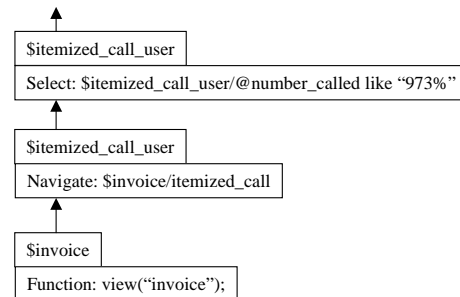 $itemized_call_user
Select: $itemized_call_user/@number_called like “973%”
$itemized_call_user
Navigate: $invoice/itemized_call
$invoice
Function: view(“invoice”);